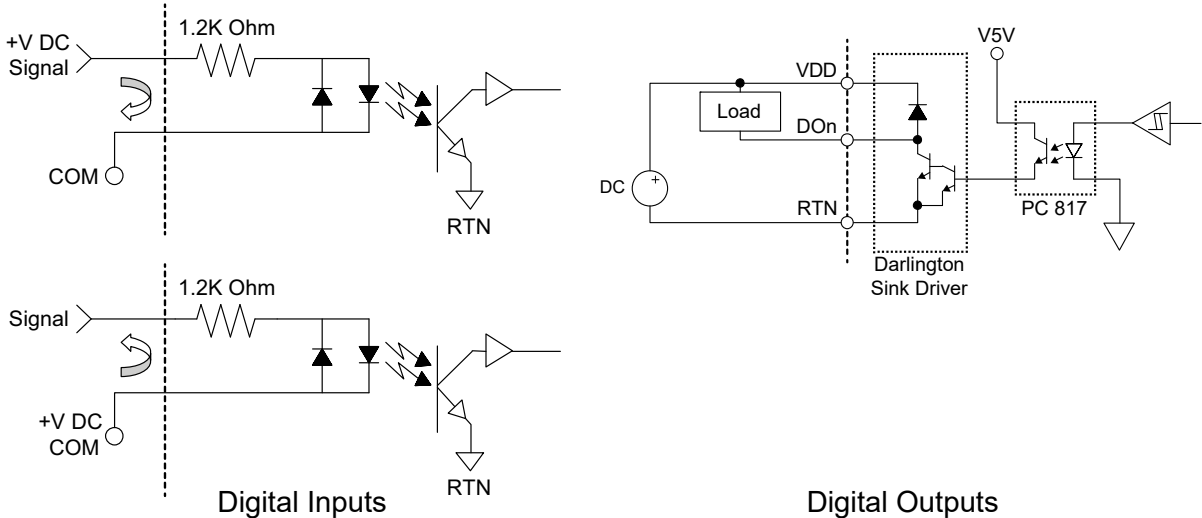 +V DC
Signal
1.2K Ohm
COM
RTN
Signal
1.2K Ohm
+V DC
COM
RTN
Digital Inputs
V5V
VDD
Load
DOn
DC
+
RTN
PC 817
Darlington
Sink Driver
Digital Outputs